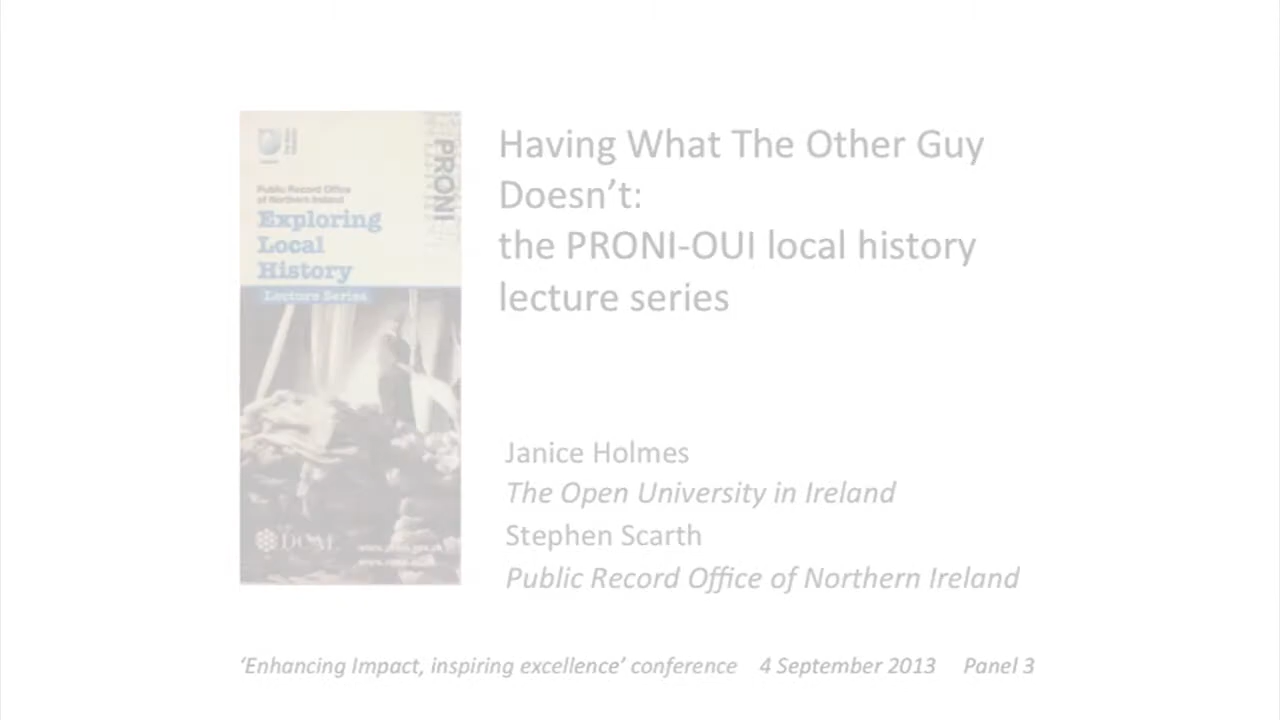 PRONI
Public Record Office
of Northern Ireland
Exploring
Local
History
Lecture Series
Having What The Other Guy
Doesn't:
the PRONI-OUI local history
lecture series
Janice Holmes
The Open University in Ireland
Stephen Scarth
Public Record Office of Northern Ireland
‘Enhancing Impact, inspiring excellence’ conference 4 September 2013 Panel 3